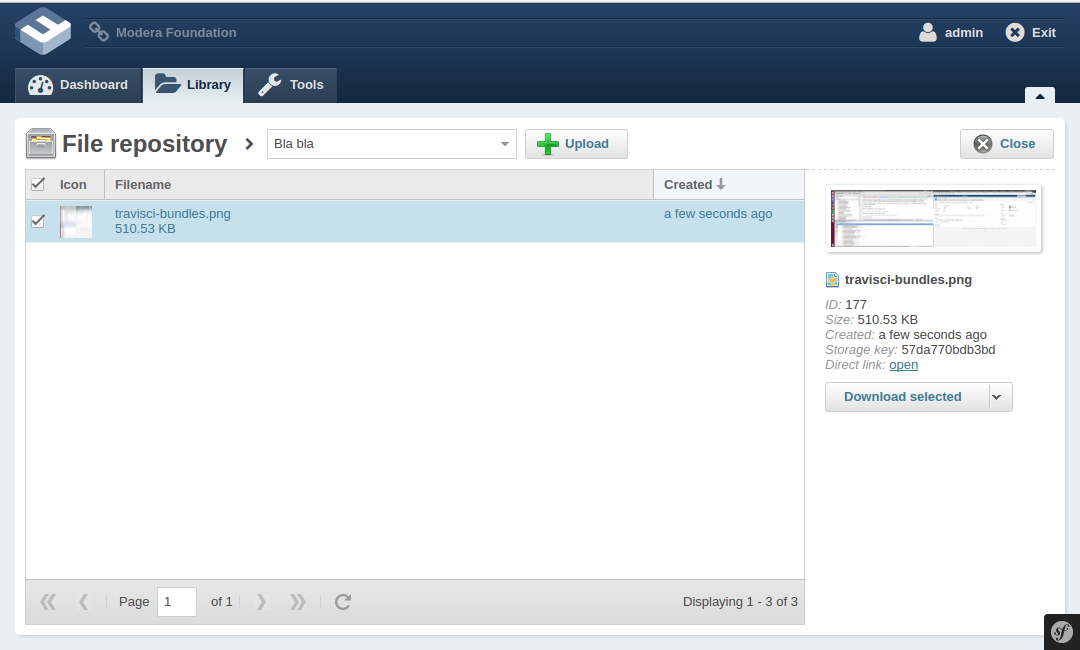 Modera Foundation
admin
Exit
Dashboard
Library
Tools
File repository
Bla bla
Upload
Close
Icon
Filename
Created
travisci-bundles.png
510.53 KB
a few seconds ago
travisci-bundles.png
ID: 177
Size: 510.53 KB
Created: a few seconds ago
Storage key: 57da770bdb3bd
Direct link: open
Download selected
Page 1 of 1
Displaying 1 - 3 of 3
sf